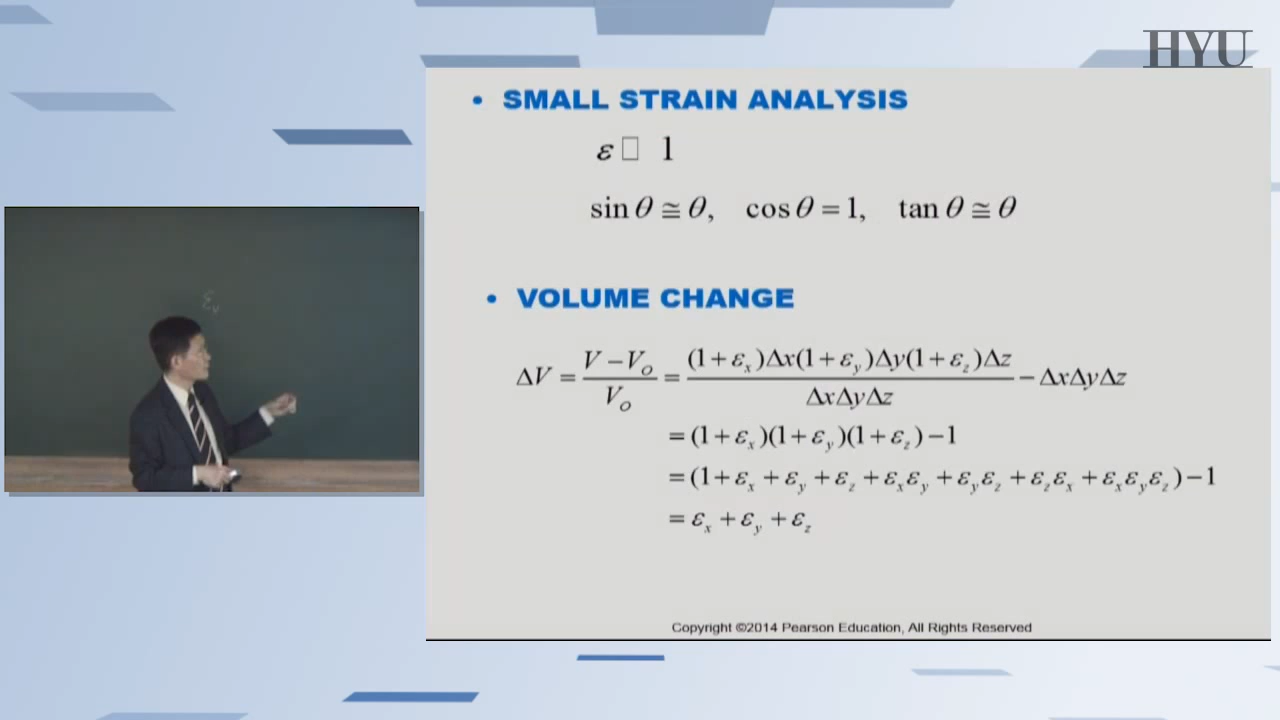 HYU
• SMALL STRAIN ANALYSIS
ε□ 1
sin θ ≅ θ, cos θ = 1, tan θ ≅ θ
• VOLUME CHANGE
ΔV = (V − V_O)/V_O = ((1+ε_x)Δx(1+ε_y)Δy(1+ε_z)Δz)/(ΔxΔyΔz) − ΔxΔyΔz
= (1+ε_x)(1+ε_y)(1+ε_z) − 1
= (1+ε_x +ε_y +ε_z +ε_xε_y +ε_yε_z +ε_zε_x +ε_xε_yε_z) − 1
= ε_x +ε_y +ε_z
Copyright ©2014 Pearson Education, All Rights Reserved